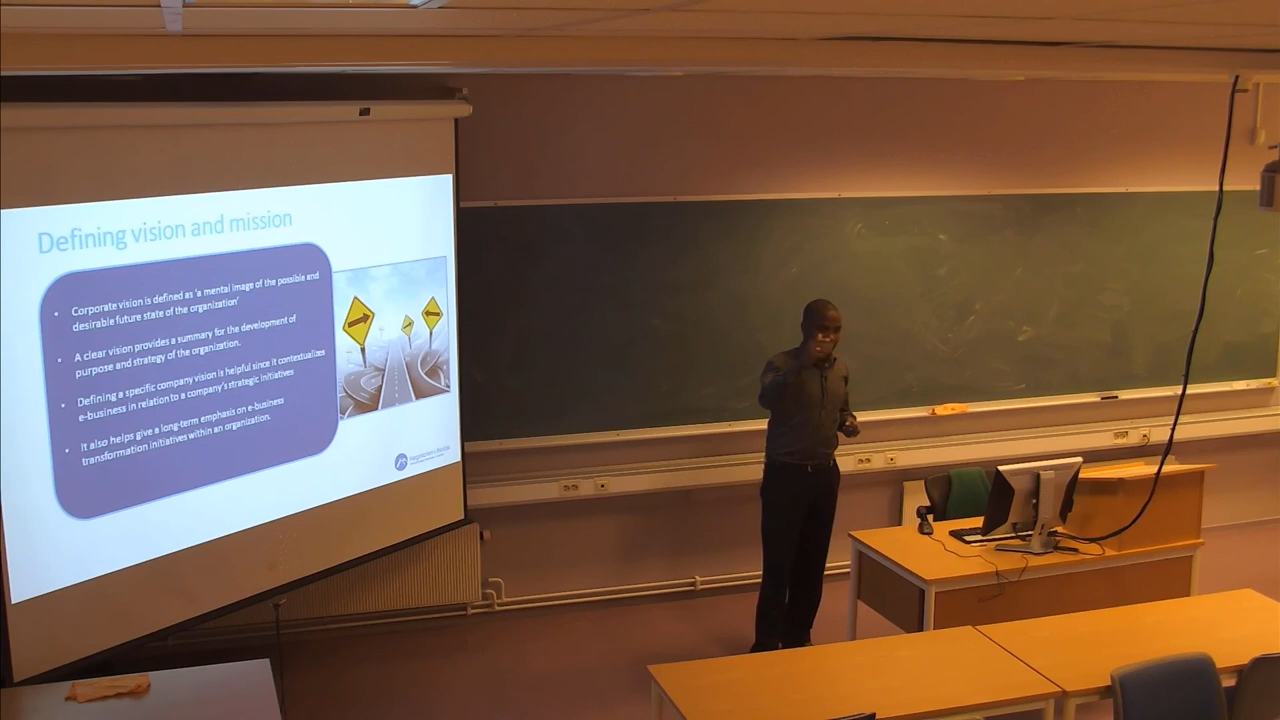 Defining vision and mission
• Corporate vision is defined as 'a mental image of the possible and
desirable future state of the organization'
• A clear vision provides a summary for the development of
purpose and strategy of the organization.
• Defining a specific company vision is helpful since it contextualizes
e-business in relation to a company's strategic initiatives
• It also helps give a long-term emphasis on e-business
transformation initiatives within an organization.